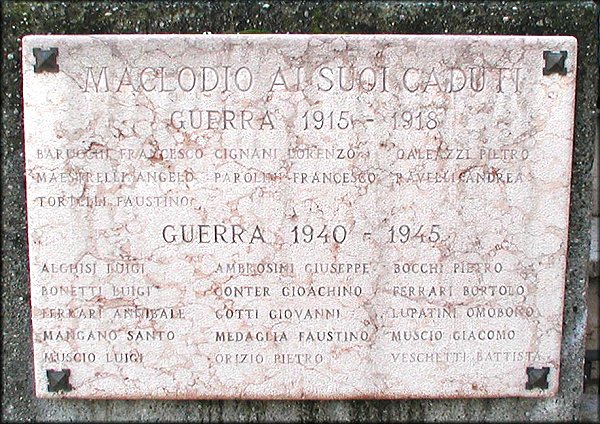 MACLODIO AI SUOI CADUTI
GUERRA 1915 - 1918
BARUCCHI FRANCESCO CIGNANI LORENZO GALEAZZI PIETRO
MAESTRELLI ANGELO PAROLINI FRANCESCO RAVELLI ANDREA
TORTELLI FAUSTINO
GUERRA 1940 - 1945
ALGHISI LUIGI AMBROSINI GIUSEPPE BOCCHI PIETRO
BONETTI LUIGI CONTER GIOACHINO FERRARI BORTOLO
FERRARI ANNIBALE GOTTI GIOVANNI LUPATINI OMOBONO
MANGANO SANTO MEDAGLIA FAUSTINO MUSCIO GIACOMO
MUSCIO LUIGI ORIZIO PIETRO VESCHETTI BATTISTA